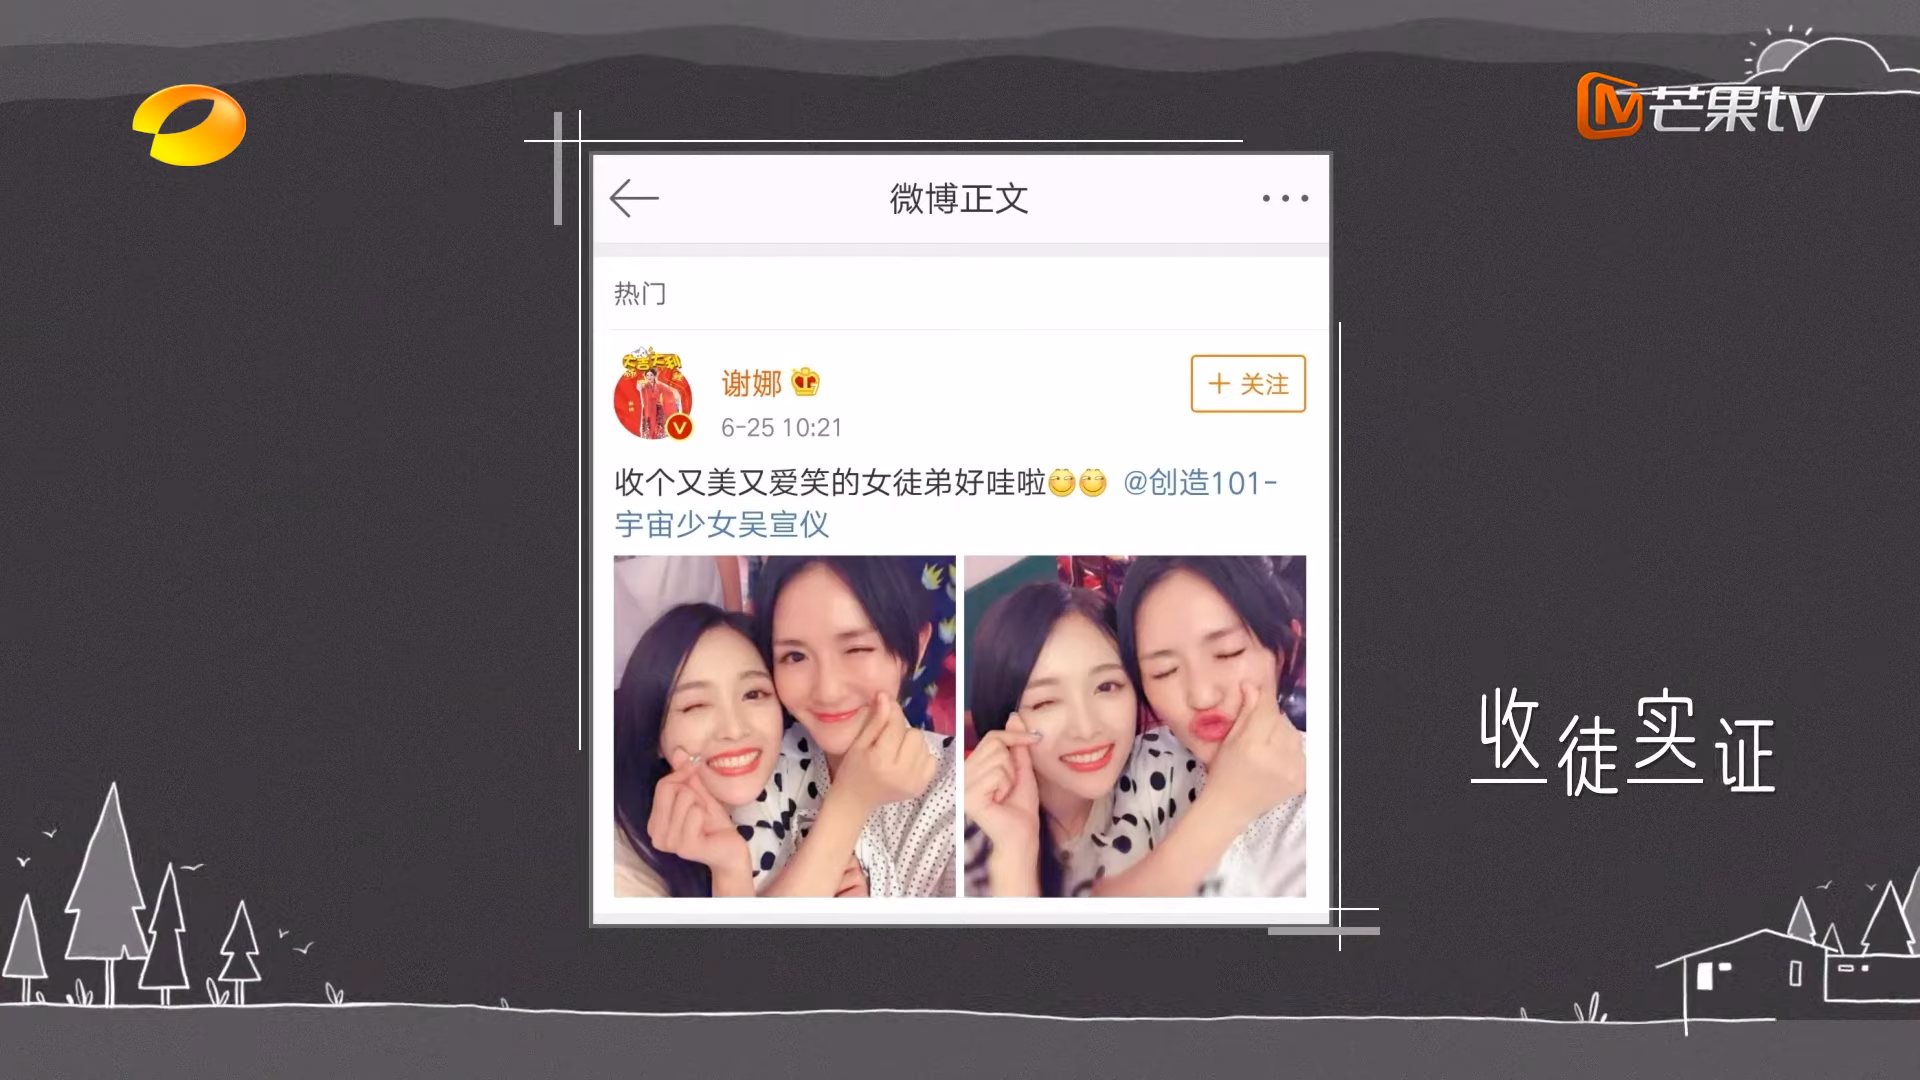 芒果tv
微博正文
热门
谢娜
+ 关注
6-25 10:21
收个又美又爱笑的女徒弟好哇啦 @创造101-
宇宙少女吴宣仪
收徒实证